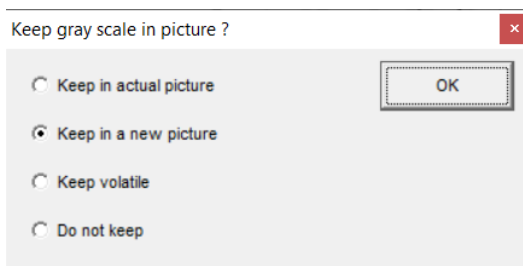 Keep gray scale in picture ?
Keep in actual picture
OK
Keep in a new picture
Keep volatile
Do not keep